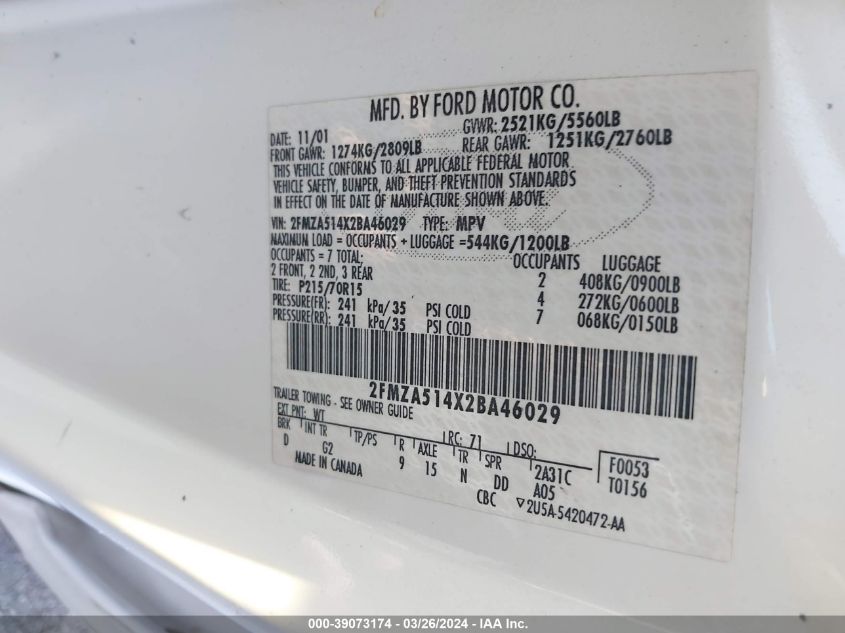 MFD. BY FORD MOTOR CO.
DATE: 11/01 GVWR: 2521KG/5560LB
FRONT GAWR: 1274KG/2809LB REAR GAWR: 1251KG/2760LB
THIS VEHICLE CONFORMS TO ALL APPLICABLE FEDERAL MOTOR
VEHICLE SAFETY, BUMPER, AND THEFT PREVENTION STANDARDS
IN EFFECT ON THE DATE OF MANUFACTURE SHOWN ABOVE.
VIN: 2FMZA514X2BA46029 TYPE: MPV
MAXIMUM LOAD = OCCUPANTS + LUGGAGE =544KG/1200LB
OCCUPANTS = 7 TOTAL: OCCUPANTS LUGGAGE
2 FRONT, 2 2ND, 3 REAR 2 408KG/0900LB
TIRE: P215/70R15 4 272KG/0600LB
PRESSURE(FR): 241 kPa/35 PSI COLD 7 068KG/0150LB
PRESSURE(RR): 241 kPa/35 PSI COLD
2FMZA514X2BA46029
TRAILER TOWING - SEE OWNER GUIDE
EXT PNT: WT RC: 71 DSO: F0053
BRK INT TR TP/PS R AXLE TR SPR 2A31C T0156
D G2 9 15 N DD A05
MADE IN CANADA CBC 2U5A-5420472-AA
000-39073174 - 03/26/2024 - IAA Inc.